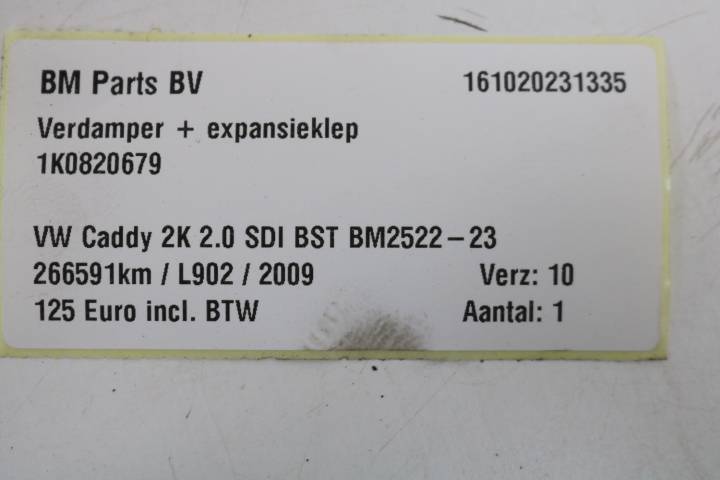 BM Parts BV 161020231335
Verdamper + expansieklep
1K0820679
VW Caddy 2K 2.0 SDI BST BM2522-23
266591km / L902 / 2009 Verz: 10
125 Euro incl. BTW Aantal: 1